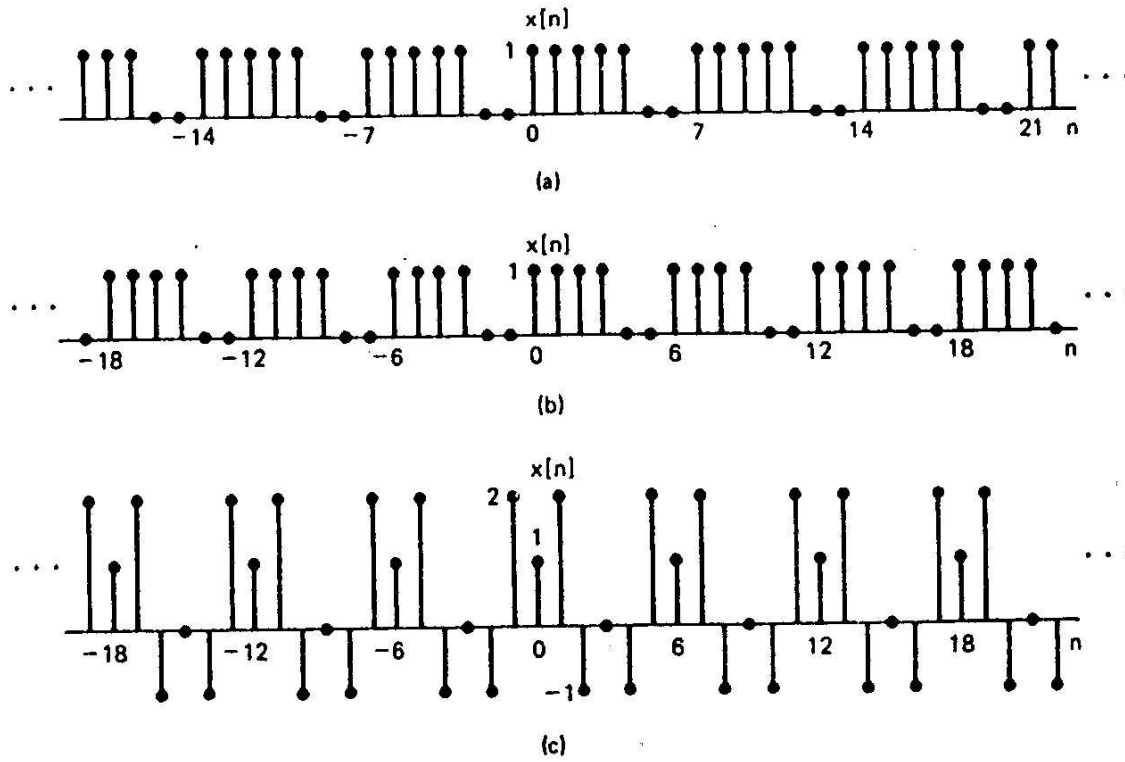 x[n]
1
... ...
-14 -7 0 7 14 21 n
(a)
x[n]
1
... ...
-18 -12 -6 0 6 12 18 n
(b)
x[n]
2
1
... ...
-18 -12 -6 0 6 12 18 n
-1
(c)